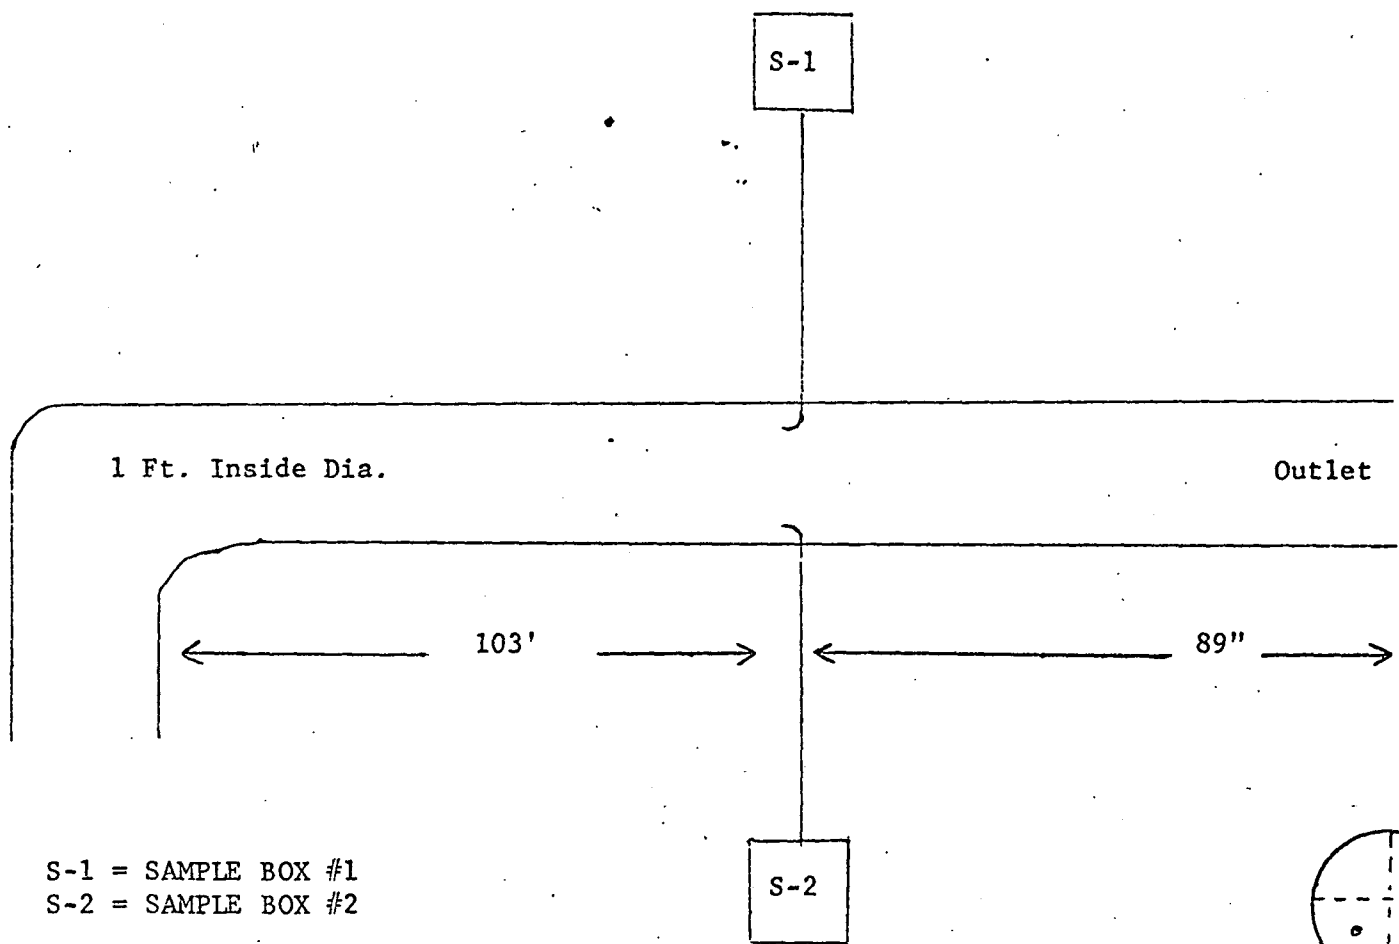 S-1
1 Ft. Inside Dia.
Outlet
103'
89"
S-1 = SAMPLE BOX #1
S-2 = SAMPLE BOX #2
S-2